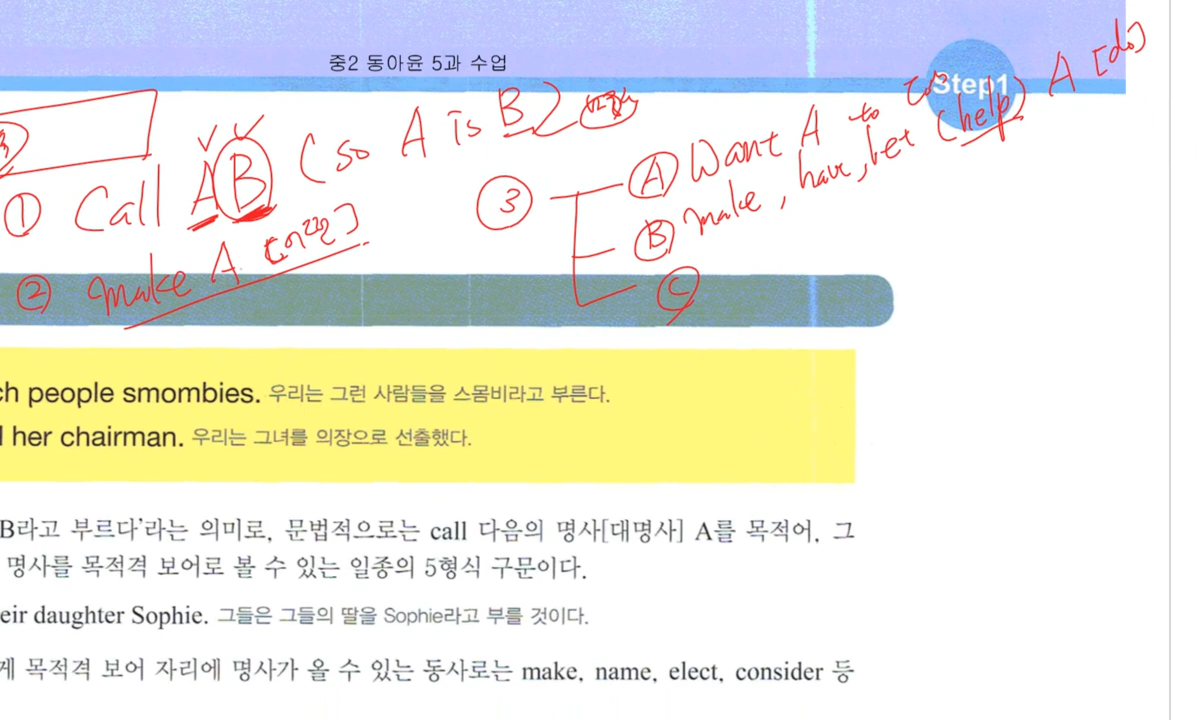 중2 동아윤 5과 수업
Step1
① Call A B (so A is B)
② make A
③ Ⓐ Want A to [do]
Ⓑ make, have, let (help) A [do]
Ⓒ
ch people smombies. 우리는 그런 사람들을 스몸비라고 부른다.
her chairman. 우리는 그녀를 의장으로 선출했다.
B라고 부르다’라는 의미로, 문법적으로는 call 다음의 명사[대명사] A를 목적어, 그
명사를 목적격 보어로 볼 수 있는 일종의 5형식 구문이다.
eir daughter Sophie. 그들은 그들의 딸을 Sophie라고 부를 것이다.
게 목적격 보어 자리에 명사가 올 수 있는 동사로는 make, name, elect, consider 등